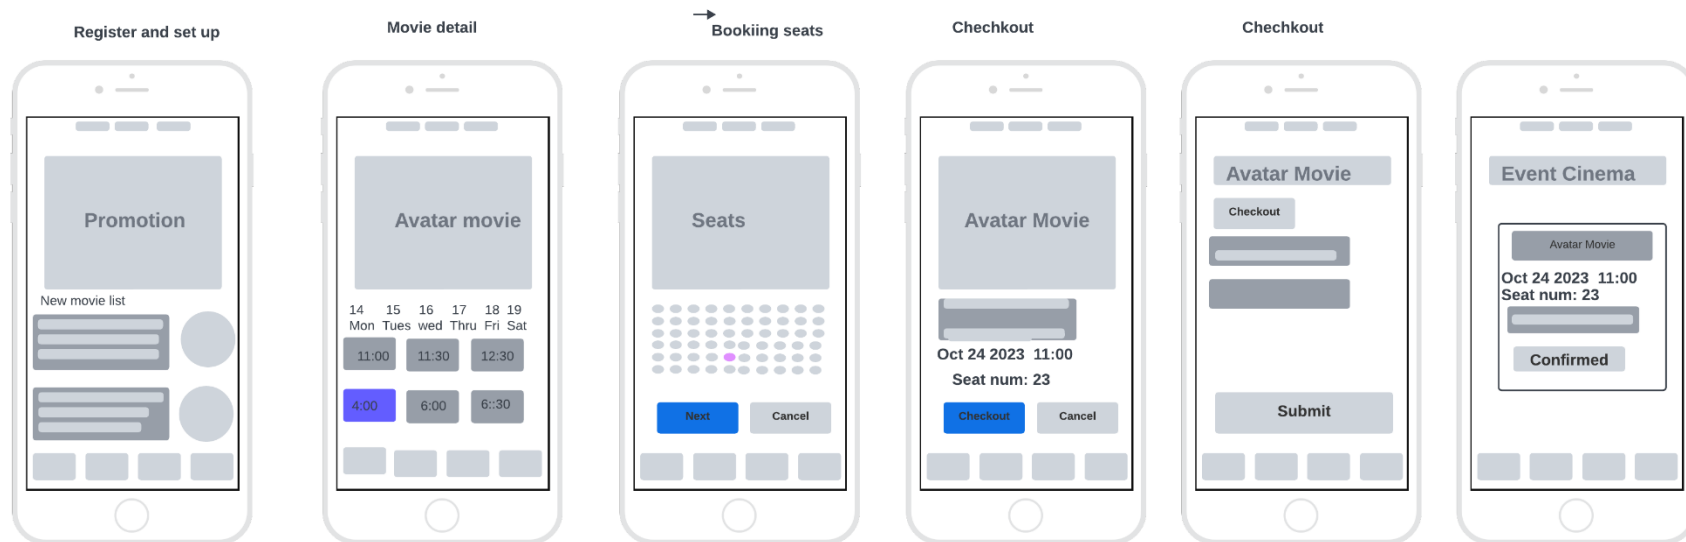 Register and set up
Promotion
New movie list
Movie detail
Avatar movie
14 15 16 17 18 19
Mon Tues wed Thru Fri Sat
11:00 11:30 12:30
4:00 6:00 6::30
Bookiing seats
Seats
Next Cancel
Chechkout
Avatar Movie
Oct 24 2023 11:00
Seat num: 23
Checkout Cancel
Chechkout
Avatar Movie
Checkout
Submit
Event Cinema
Avatar Movie
Oct 24 2023 11:00
Seat num: 23
Confirmed